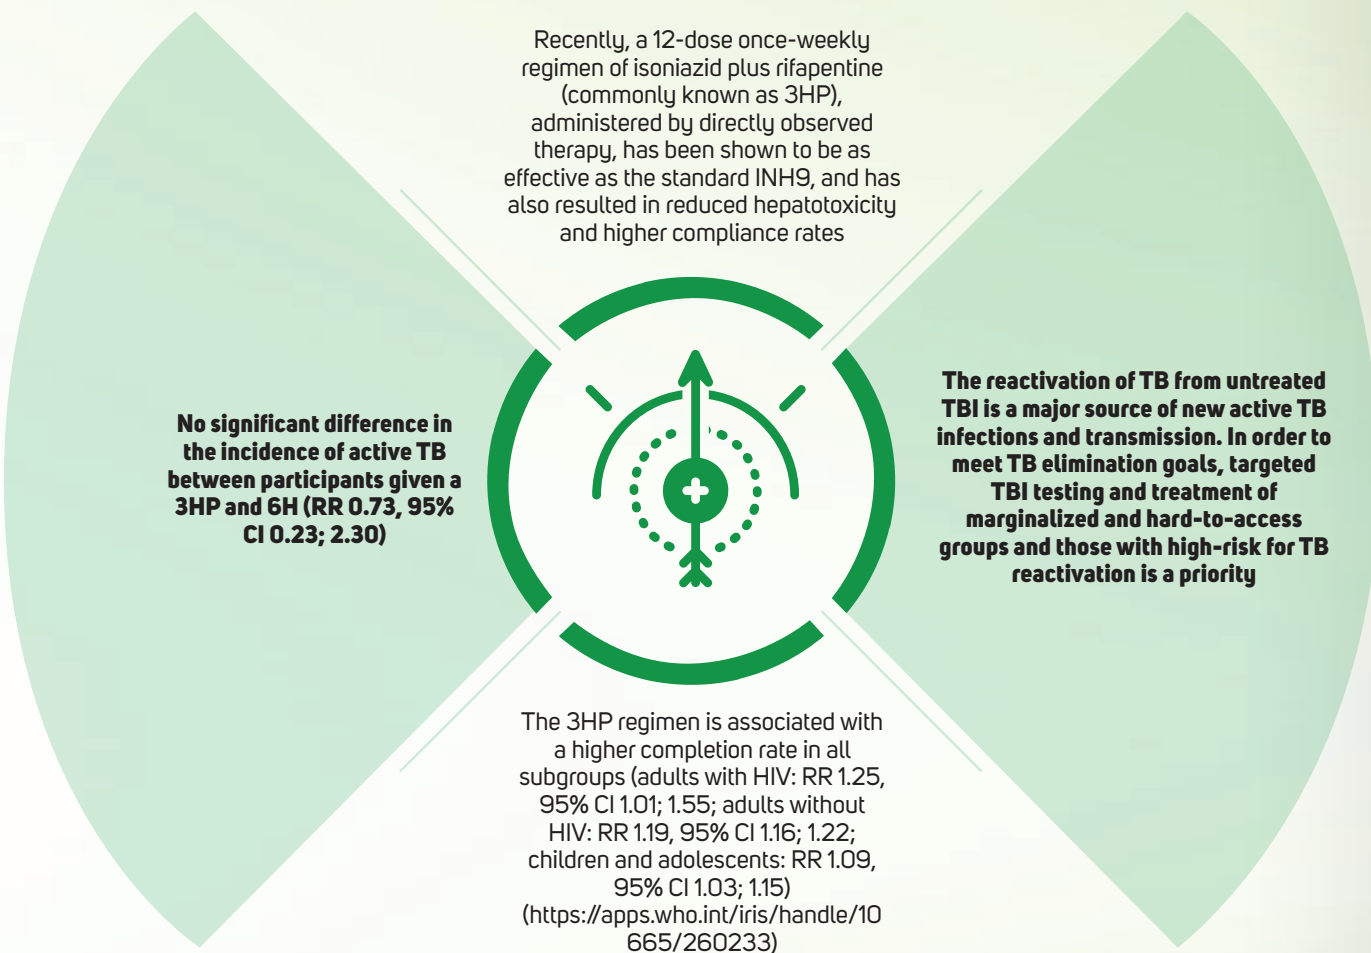 Recently, a 12-dose once-weekly
regimen of isoniazid plus rifapentine
(commonly known as 3HP),
administered by directly observed
therapy, has been shown to be as
effective as the standard INH9, and has
also resulted in reduced hepatotoxicity
and higher compliance rates
No significant difference in
the incidence of active TB
between participants given a
3HP and 6H (RR 0.73, 95%
CI 0.23; 2.30)
The reactivation of TB from untreated
TBI is a major source of new active TB
infections and transmission. In order to
meet TB elimination goals, targeted
TBI testing and treatment of
marginalized and hard-to-access
groups and those with high-risk for TB
reactivation is a priority
The 3HP regimen is associated with
a higher completion rate in all
subgroups (adults with HIV: RR 1.25,
95% CI 1.01; 1.55; adults without
HIV: RR 1.19, 95% CI 1.16; 1.22;
children and adolescents: RR 1.09,
95% CI 1.03; 1.15)
(https://apps.who.int/iris/handle/10
665/260233)